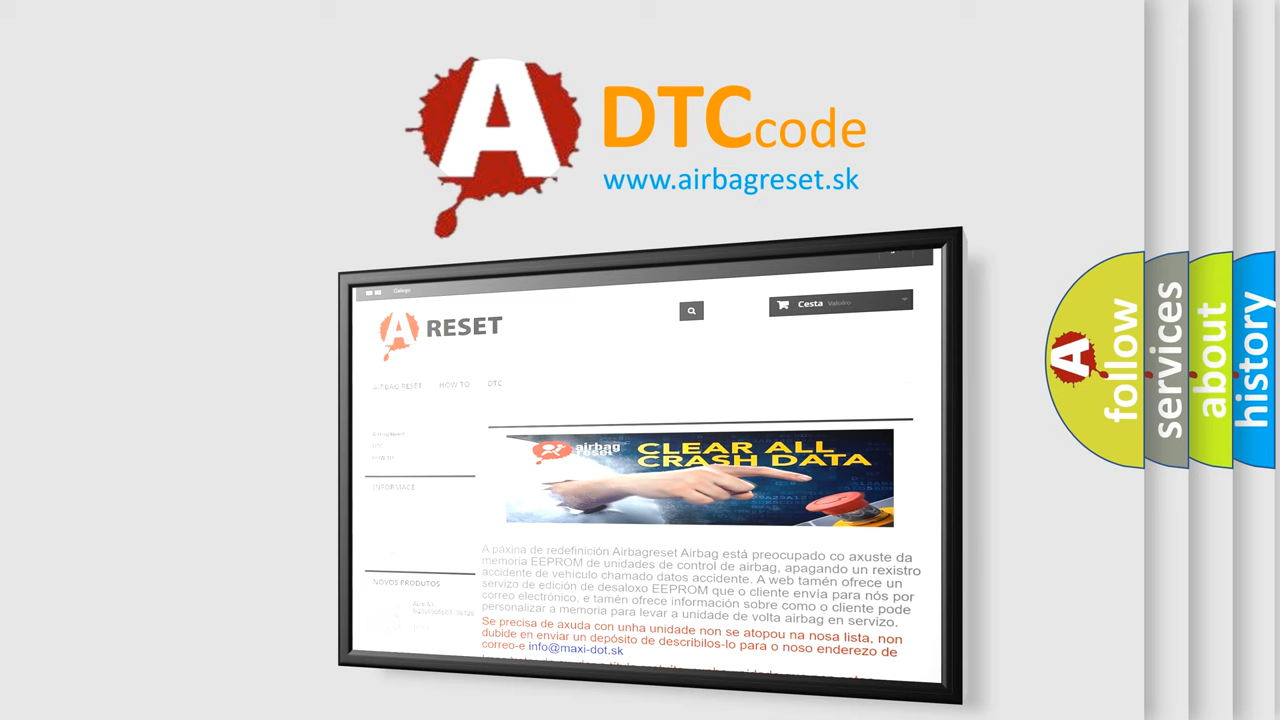 A
DTCcode
www.airbagreset.sk
Galego
A RESET
Cesta Valeiro
AIRBAG RESET HOW TO DTC
INFORMACE
NOVOS PRODUTOS
airbag
reset
CLEAR ALL
CRASH DATA
A páxina de redefinición Airbagreset Airbag está preocupado co axuste da
memoria EEPROM de unidades de control de airbag, apagando un rexistro
accidente de vehículo chamado datos accidente. A web tamén ofrece un
servizo de edición de desaloxo EEPROM que o cliente envía para nós por
correo electrónico, e tamén ofrece información sobre como o cliente pode
personalizar a memoria para levar a unidade de volta airbag en servizo.
Se precisa de axuda con unha unidade non se atopou na nosa lista, non
dubide en enviar un depósito de describilos-lo para o noso enderezo de
correo-e info@maxi-dot.sk
A
follow
services
about
history